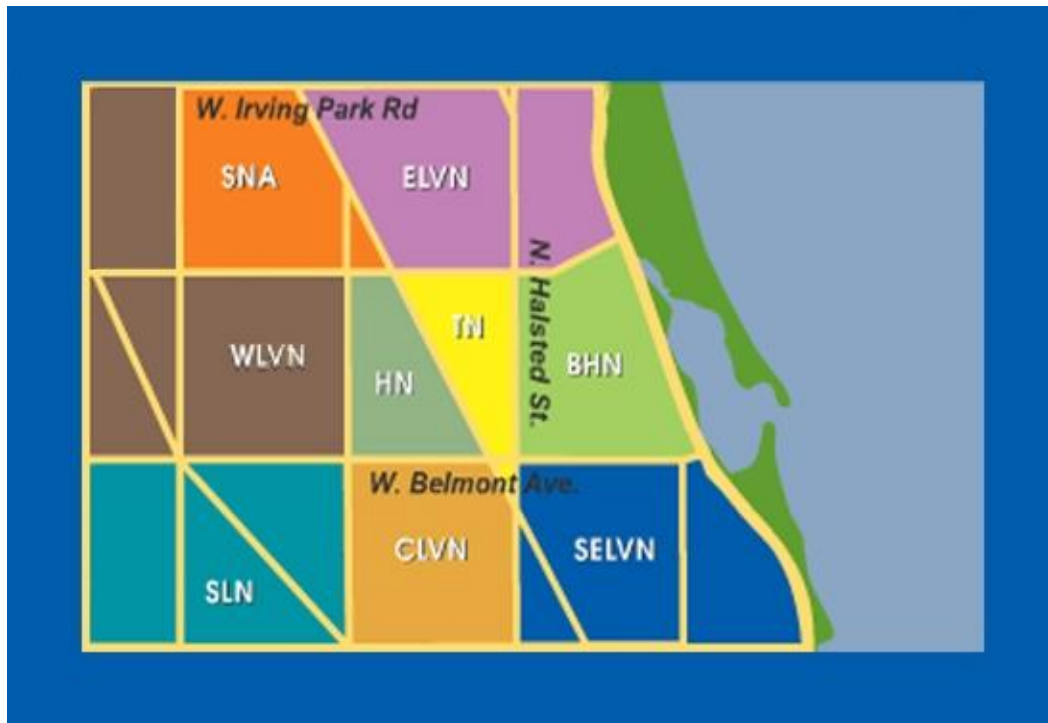 W. Irving Park Rd
SNA
ELVN
N. Halsted St.
TN
WLVN
HN
BHN
W. Belmont Ave.
CLVN
SELVN
SLN